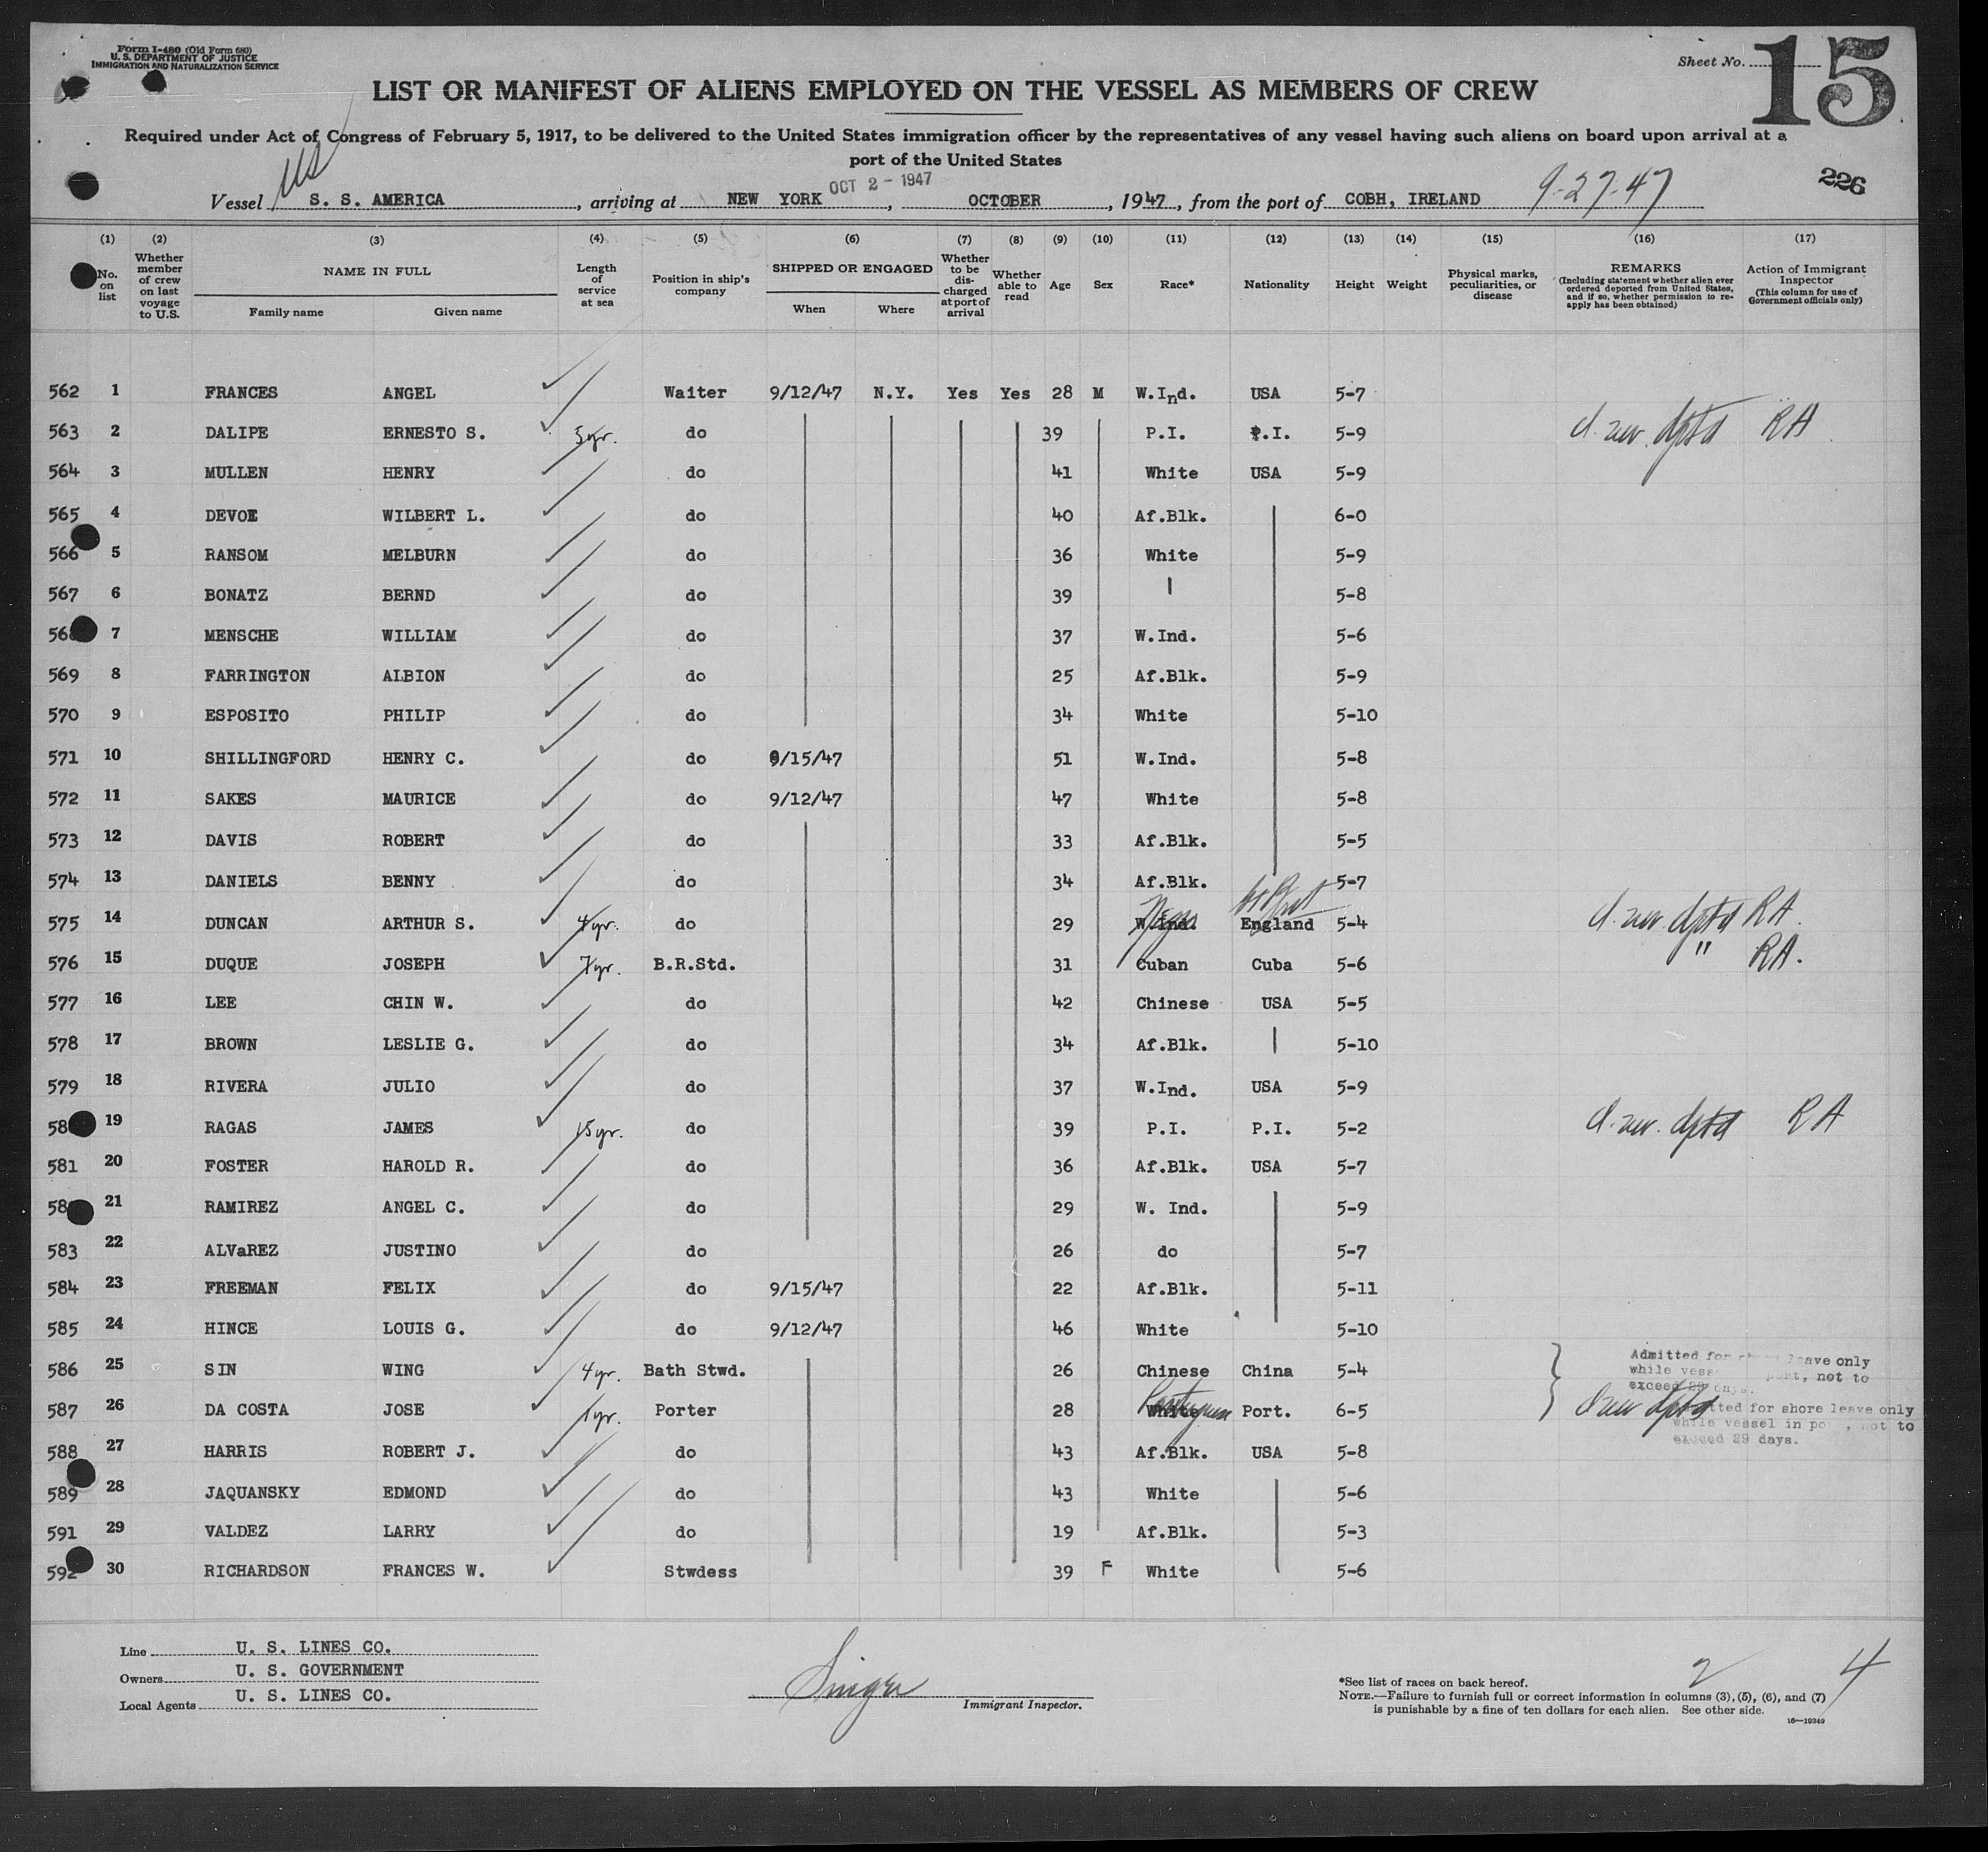 Form I-480 (Old Form 680)
U. S. DEPARTMENT OF JUSTICE
IMMIGRATION AND NATURALIZATION SERVICE
Sheet No. 15
LIST OR MANIFEST OF ALIENS EMPLOYED ON THE VESSEL AS MEMBERS OF CREW
Required under Act of Congress of February 5, 1917, to be delivered to the United States immigration officer by the representatives of any vessel having such aliens on board upon arrival at a
port of the United States
226
US
OCT 2 - 1947
Vessel S. S. AMERICA, arriving at NEW YORK, OCTOBER, 1947, from the port of COBH, IRELAND 9-27-47
(1) (2) (3) (4) (5) (6) (7) (8) (9) (10) (11) (12) (13) (14) (15) (16) (17)
No. on list
Whether member of crew on last voyage to U.S.
NAME IN FULL
Family name Given name
Length of service at sea
Position in ship's company
SHIPPED OR ENGAGED
When Where
Whether to be discharged at port of arrival
Whether able to read
Age Sex Race* Nationality Height Weight
Physical marks, peculiarities, or disease
REMARKS
(Including statement whether alien ever ordered deported from United States, and if so, whether permission to reapply has been obtained)
Action of Immigrant Inspector
(This column for use of Government officials only)
562 1 FRANCES ANGEL Waiter 9/12/47 N.Y. Yes Yes 28 M W.Ind. USA 5-7
563 2 DALIPE ERNESTO S. 5yr. do 39 P.I. P.I. 5-9 RA
564 3 MULLEN HENRY do 41 White USA 5-9
565 4 DEVOE WILBERT L. do 40 Af.Blk. 6-0
566 5 RANSOM MELBURN do 36 White 5-9
567 6 BONATZ BERND do 39 5-8
568 7 MENSCHE WILLIAM do 37 W.Ind. 5-6
569 8 FARRINGTON ALBION do 25 Af.Blk. 5-9
570 9 ESPOSITO PHILIP do 34 White 5-10
571 10 SHILLINGFORD HENRY C. do 9/15/47 51 W.Ind. 5-8
572 11 SAKES MAURICE do 9/12/47 47 White 5-8
573 12 DAVIS ROBERT do 33 Af.Blk. 5-5
574 13 DANIELS BENNY do 34 Af.Blk. 5-7
575 14 DUNCAN ARTHUR S. 4yr. do 29 W.Ind. Negro England 5-4 RA.
576 15 DUQUE JOSEPH 7yr. B.R.Std. 31 Cuban Cuba 5-6 " RA.
577 16 LEE CHIN W. do 42 Chinese USA 5-5
578 17 BROWN LESLIE G. do 34 Af.Blk. 5-10
579 18 RIVERA JULIO do 37 W.Ind. USA 5-9
58 19 RAGAS JAMES 15yr. do 39 P.I. P.I. 5-2 RA
581 20 FOSTER HAROLD R. do 36 Af.Blk. USA 5-7
58 21 RAMIREZ ANGEL C. do 29 W. Ind. 5-9
583 22 ALVaREZ JUSTINO do 26 do 5-7
584 23 FREEMAN FELIX do 9/15/47 22 Af.Blk. 5-11
585 24 HINCE LOUIS G. do 9/12/47 46 White 5-10
586 25 SIN WING 4yr. Bath Stwd. 26 Chinese China 5-4 Admitted for shore leave only
while vessel in port, not to
exceed 29 days.
587 26 DA COSTA JOSE 1yr. Porter 28 White Portuguese Port. 6-5 Admitted for shore leave only
while vessel in port, not to
exceed 29 days.
588 27 HARRIS ROBERT J. do 43 Af.Blk. USA 5-8
589 28 JAQUANSKY EDMOND do 43 White 5-6
591 29 VALDEZ LARRY do 19 Af.Blk. 5-3
592 30 RICHARDSON FRANCES W. Stwdess 39 F White 5-6
Line U. S. LINES CO.
Owners U. S. GOVERNMENT
Local Agents U. S. LINES CO.
Singer
Immigrant Inspector.
2 4
*See list of races on back hereof.
NOTE.—Failure to furnish full or correct information in columns (3), (5), (6), and (7)
is punishable by a fine of ten dollars for each alien. See other side.
16—19349